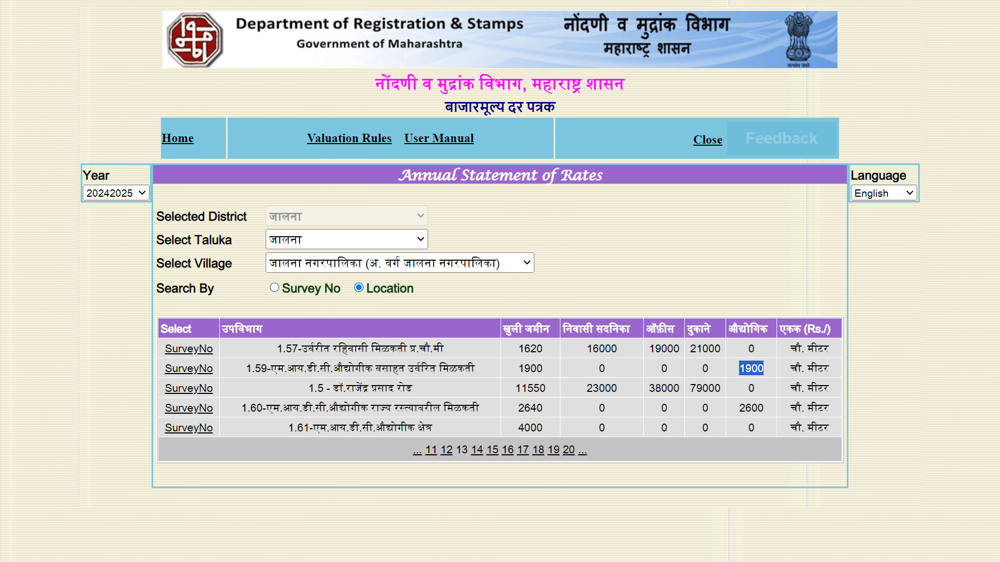 Department of Registration & Stamps
Government of Maharashtra
नोंदणी व मुद्रांक विभाग
महाराष्ट्र शासन
सत्यमेव जयते
नोंदणी व मुद्रांक विभाग, महाराष्ट्र शासन
बाजारमूल्य दर पत्रक
Home Valuation Rules User Manual Close Feedback
Year
20242025
Annual Statement of Rates
Language
English
Selected District जालना
Select Taluka जालना
Select Village जालना नगरपालिका (अ. वर्ग जालना नगरपालिका)
Search By Survey No Location
Select उपविभाग खुली जमीन निवासी सदनिका ऑफ़ीस दुकाने औद्योगिक एकक (Rs./)
SurveyNo 1.57-उर्वरीत रहिवासी मिळकती प्र.चौ.मी 1620 16000 19000 21000 0 चौ. मीटर
SurveyNo 1.59-एम.आय.डी.सी.औद्योगीक वसाहत उर्वरित मिळकती 1900 0 0 0 1900 चौ. मीटर
SurveyNo 1.5 - डॉ.राजेंद्र प्रसाद रोड 11550 23000 38000 79000 0 चौ. मीटर
SurveyNo 1.60-एम.आय.डी.सी.औद्योगीक राज्य रस्त्यावरील मिळकती 2640 0 0 0 2600 चौ. मीटर
SurveyNo 1.61-एम.आय.डी.सी.औद्योगीक क्षेत्र 4000 0 0 0 0 चौ. मीटर
... 11 12 13 14 15 16 17 18 19 20 ...